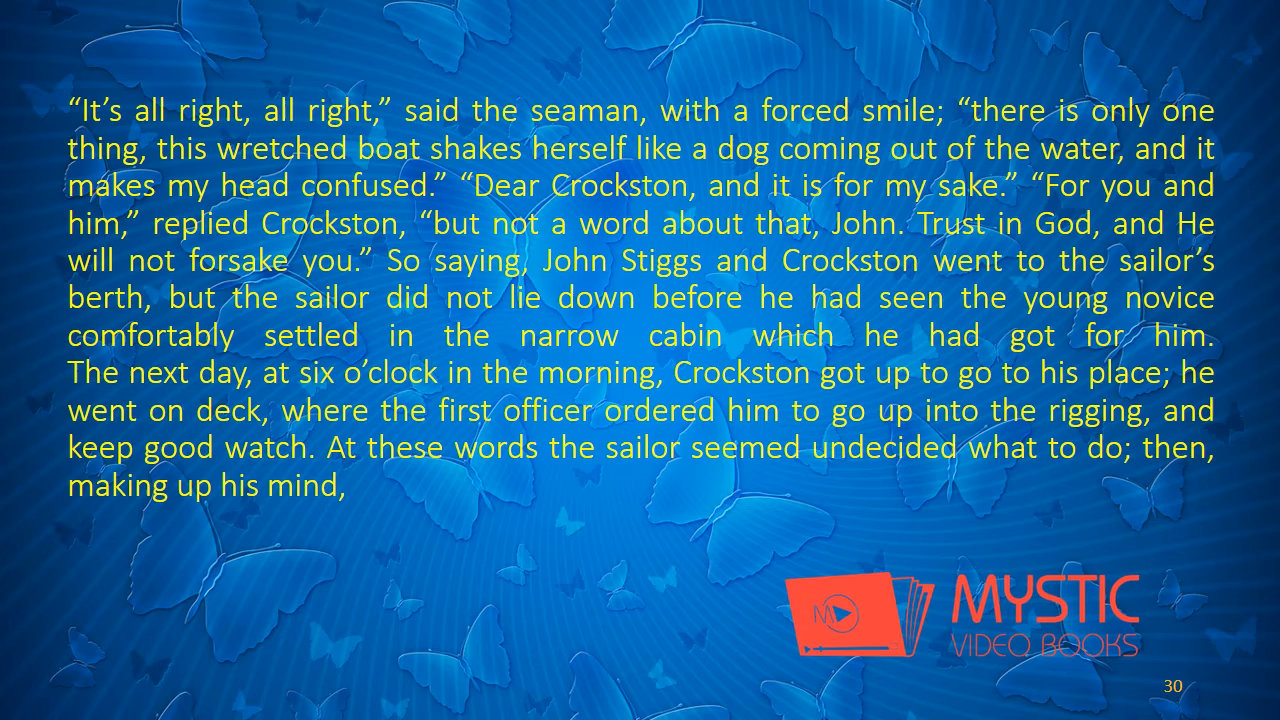 “It’s all right, all right,” said the seaman, with a forced smile; “there is only one
thing, this wretched boat shakes herself like a dog coming out of the water, and it
makes my head confused.” “Dear Crockston, and it is for my sake.” “For you and
him,” replied Crockston, “but not a word about that, John. Trust in God, and He
will not forsake you.” So saying, John Stiggs and Crockston went to the sailor’s
berth, but the sailor did not lie down before he had seen the young novice
comfortably settled in the narrow cabin which he had got for him.
The next day, at six o’clock in the morning, Crockston got up to go to his place; he
went on deck, where the first officer ordered him to go up into the rigging, and
keep good watch. At these words the sailor seemed undecided what to do; then,
making up his mind,
M
MYSTIC
VIDEO BOOKS
30